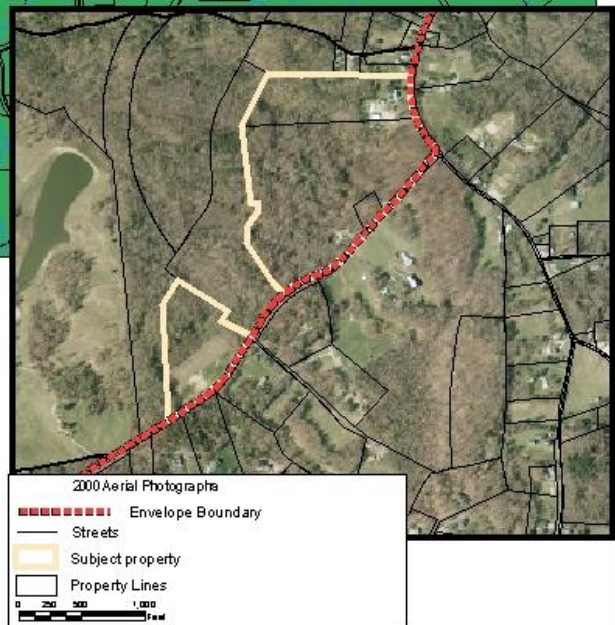 2000 Aerial Photographs
Envelope Boundary
Streets
Subject property
Property Lines
0 250 500 1,000
Feet